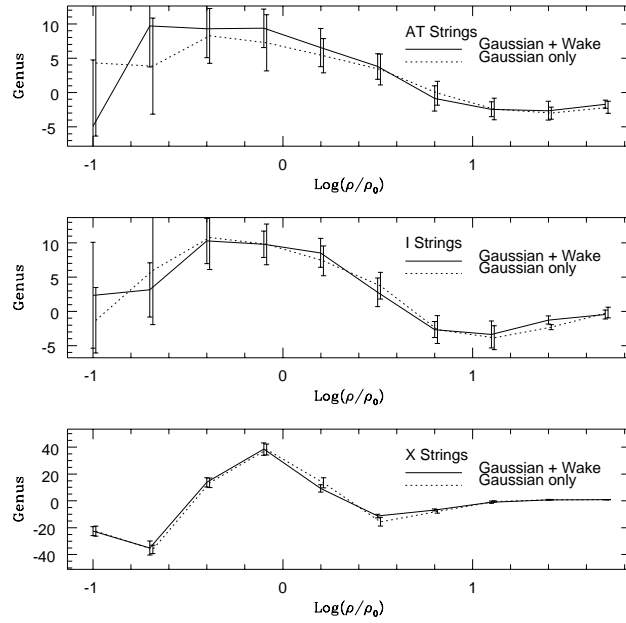 10
5
0
-5
Genus
AT Strings
Gaussian + Wake
Gaussian only
-1
0
1
Log(ρ/ρ₀)
10
5
0
-5
Genus
I Strings
Gaussian + Wake
Gaussian only
-1
0
1
Log(ρ/ρ₀)
40
20
0
-20
-40
Genus
X Strings
Gaussian + Wake
Gaussian only
-1
0
1
Log(ρ/ρ₀)